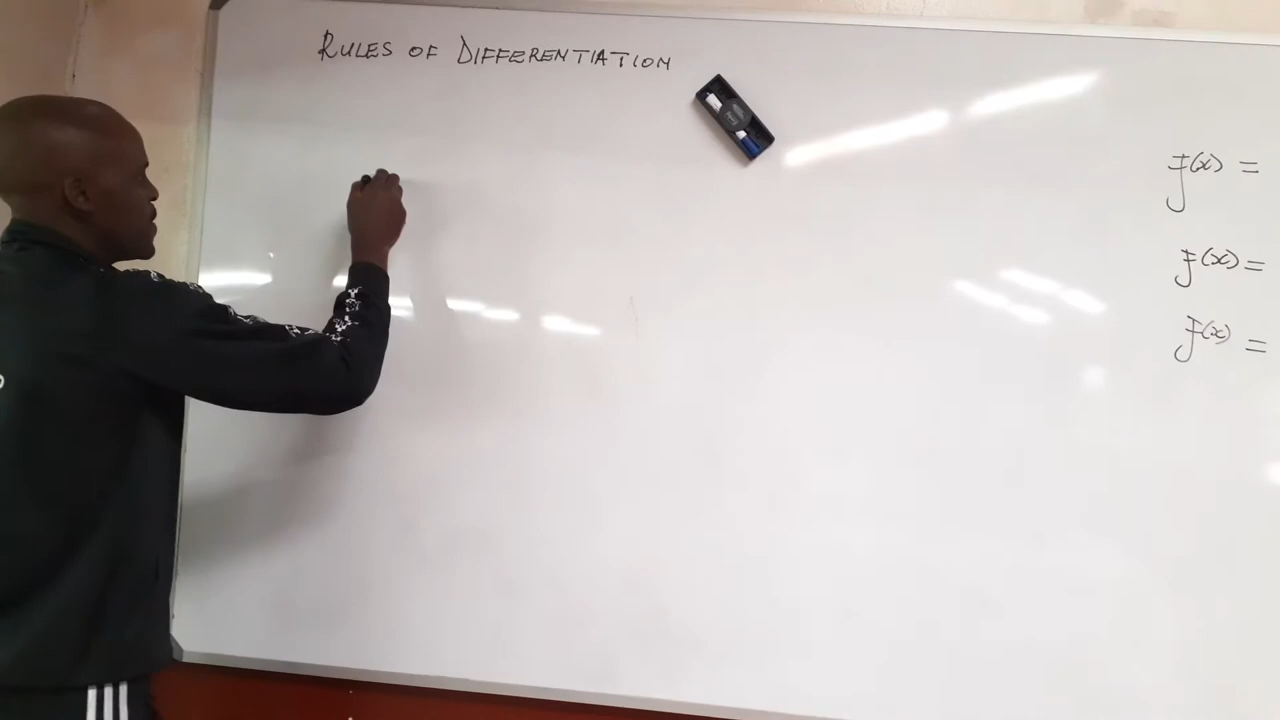 RULES OF DIFFERENTIATION
f(x) =
f(x) =
f(x) =